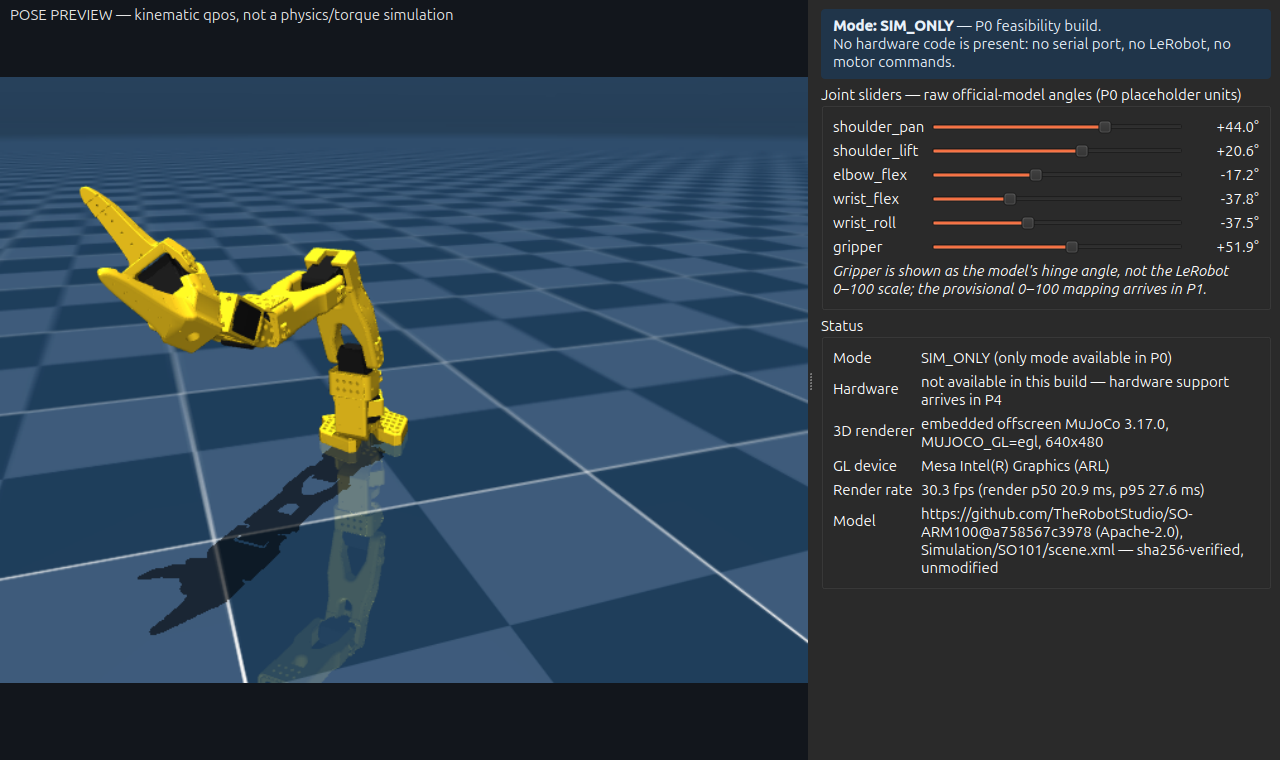 POSE PREVIEW — kinematic qpos, not a physics/torque simulation
Mode: SIM_ONLY — P0 feasibility build.
No hardware code is present: no serial port, no LeRobot, no
motor commands.
Joint sliders — raw official-model angles (P0 placeholder units)
shoulder_pan +44.0°
shoulder_lift +20.6°
elbow_flex -17.2°
wrist_flex -37.8°
wrist_roll -37.5°
gripper +51.9°
Gripper is shown as the model's hinge angle, not the LeRobot
0–100 scale; the provisional 0–100 mapping arrives in P1.
Status
Mode SIM_ONLY (only mode available in P0)
Hardware not available in this build — hardware support
arrives in P4
3D renderer embedded offscreen MuJoCo 3.17.0,
MUJOCO_GL=egl, 640x480
GL device Mesa Intel(R) Graphics (ARL)
Render rate 30.3 fps (render p50 20.9 ms, p95 27.6 ms)
Model https://github.com/TheRobotStudio/SO-
ARM100@a758567c3978 (Apache-2.0),
Simulation/SO101/scene.xml — sha256-verified,
unmodified